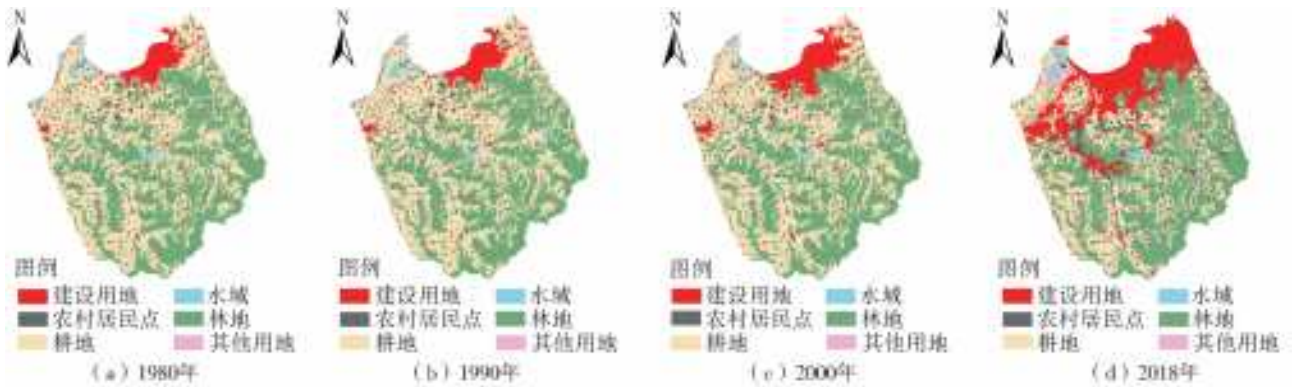 N
N
N
N
图例
建设用地 水域
农村居民点 林地
耕地 其他用地
(a)1980年
图例
建设用地 水域
农村居民点 林地
耕地 其他用地
(b)1990年
图例
建设用地 水域
农村居民点 林地
耕地 其他用地
(c)2000年
图例
建设用地 水域
农村居民点 林地
耕地 其他用地
(d)2018年